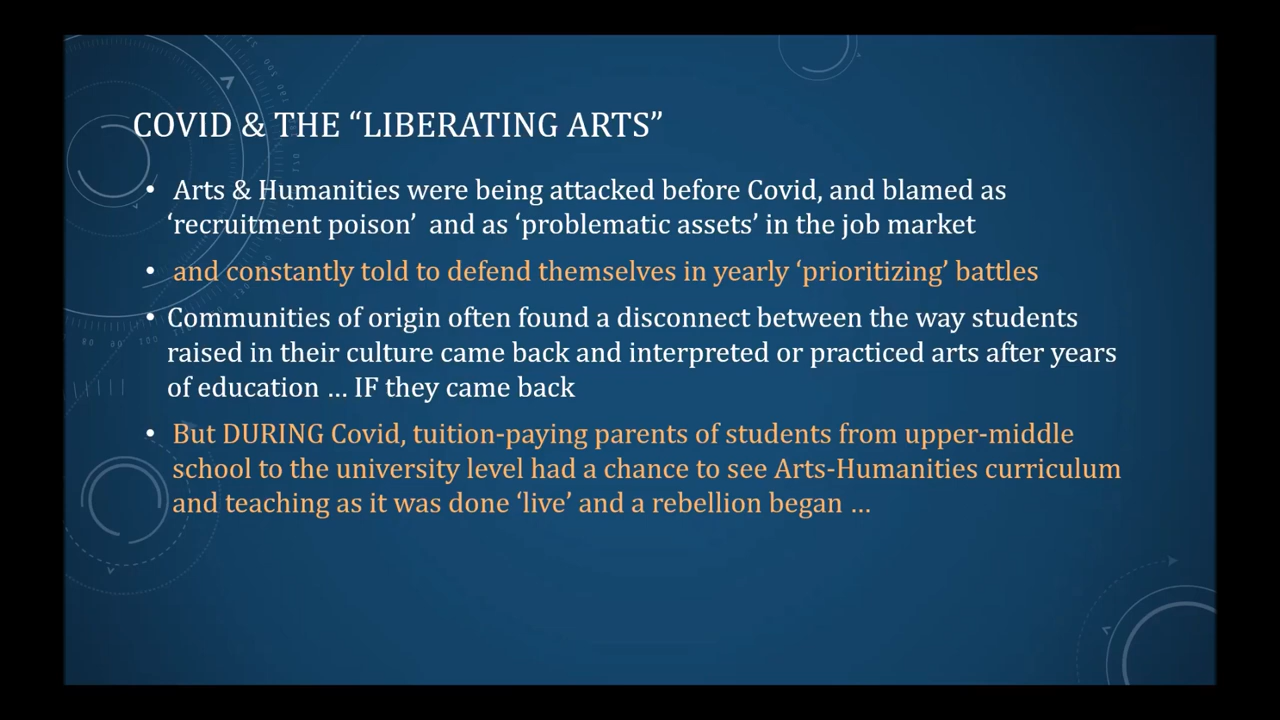 COVID & THE “LIBERATING ARTS”
• Arts & Humanities were being attacked before Covid, and blamed as
‘recruitment poison’ and as ‘problematic assets’ in the job market
• and constantly told to defend themselves in yearly ‘prioritizing’ battles
• Communities of origin often found a disconnect between the way students
raised in their culture came back and interpreted or practiced arts after years
of education … IF they came back
• But DURING Covid, tuition-paying parents of students from upper-middle
school to the university level had a chance to see Arts-Humanities curriculum
and teaching as it was done ‘live’ and a rebellion began …